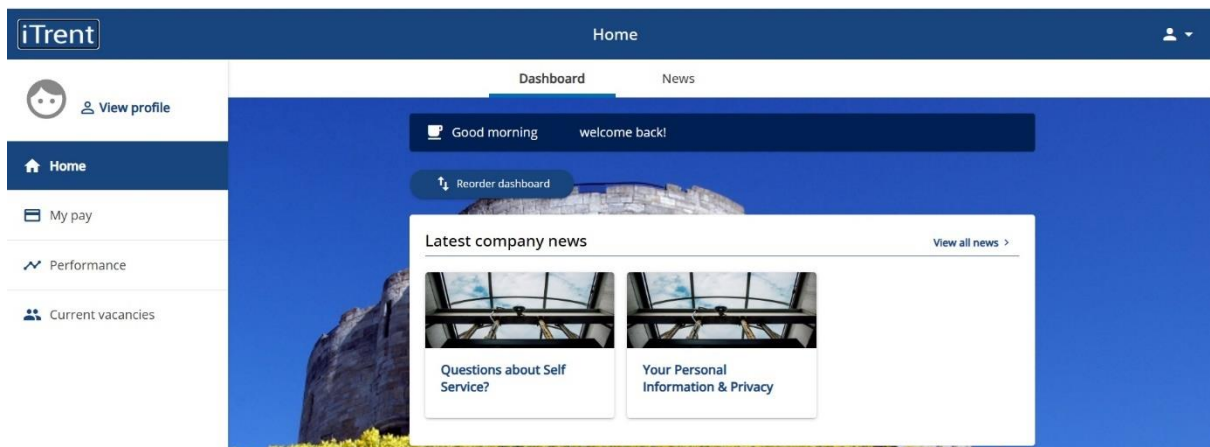 iTrent
Home
View profile
Dashboard News
Good morning welcome back!
Home
Reorder dashboard
My pay
Latest company news
View all news >
Performance
Current vacancies
Questions about Self
Service?
Your Personal
Information & Privacy